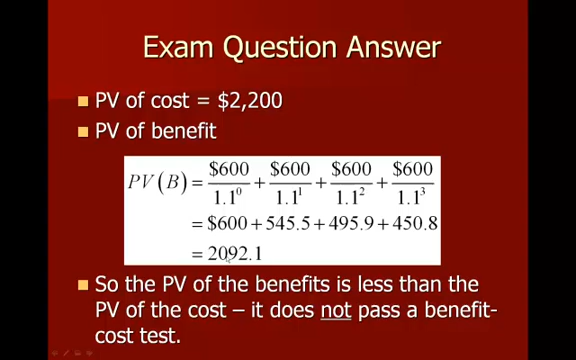 Exam Question Answer
PV of cost = $2,200
PV of benefit
PV(B) = $600/1.1^0 + $600/1.1^1 + $600/1.1^2 + $600/1.1^3
= $600 + 545.5 + 495.9 + 450.8
= 2092.1
So the PV of the benefits is less than the
PV of the cost – it does not pass a benefit-
cost test.